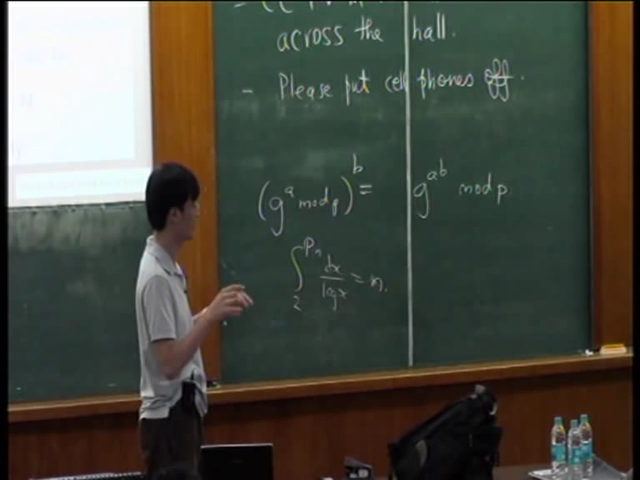 across the hall.
- Please put cell phones off.
(g^a mod p)^b = g^{ab} mod p.
∫_2^{P_n} dx / log x = n.